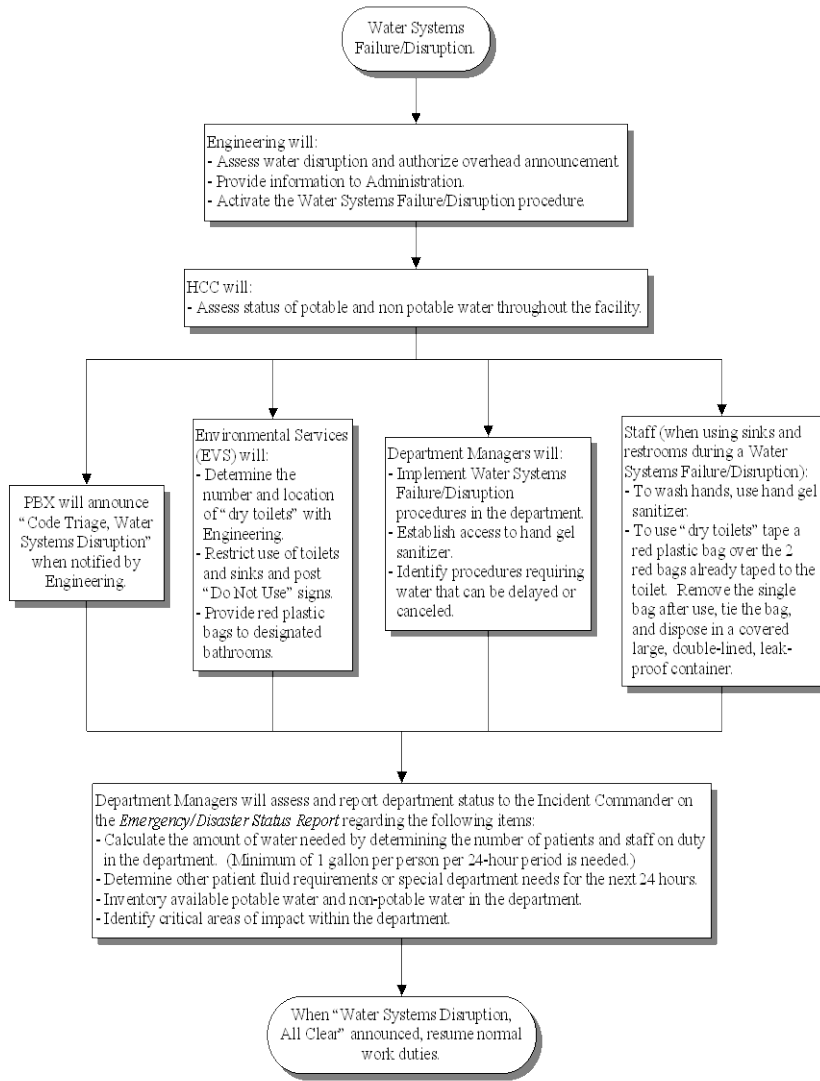 Water Systems
Failure/Disruption.
Engineering will:
- Assess water disruption and authorize overhead announcement
- Provide information to Administration.
- Activate the Water Systems Failure/Disruption procedure.
HCC will:
- Assess status of potable and non potable water throughout the facility.
PBX will announce
“Code Triage, Water
Systems Disruption”
when notified by
Engineering.
Environmental Services
(EVS) will:
- Determine the
number and location
of “dry toilets” with
Engineering.
- Restrict use of toilets
and sinks and post
“Do Not Use” signs.
- Provide red plastic
bags to designated
bathrooms.
Department Managers will:
- Implement Water Systems
Failure/Disruption
procedures in the department.
- Establish access to hand gel
sanitizer.
- Identify procedures requiring
water that can be delayed or
canceled.
Staff (when using sinks and
restrooms during a Water
Systems Failure/Disruption):
- To wash hands, use hand gel
sanitizer.
- To use “dry toilets” tape a
red plastic bag over the 2
red bags already taped to the
toilet. Remove the single
bag after use, tie the bag,
and dispose in a covered
large, double-lined, leak-
proof container.
Department Managers will assess and report department status to the Incident Commander on
the Emergency/Disaster Status Report regarding the following items:
- Calculate the amount of water needed by determining the number of patients and staff on duty
in the department. (Minimum of 1 gallon per person per 24-hour period is needed.)
- Determine other patient fluid requirements or special department needs for the next 24 hours.
- Inventory available potable water and non-potable water in the department.
- Identify critical areas of impact within the department.
When “Water Systems Disruption,
All Clear” announced, resume normal
work duties.